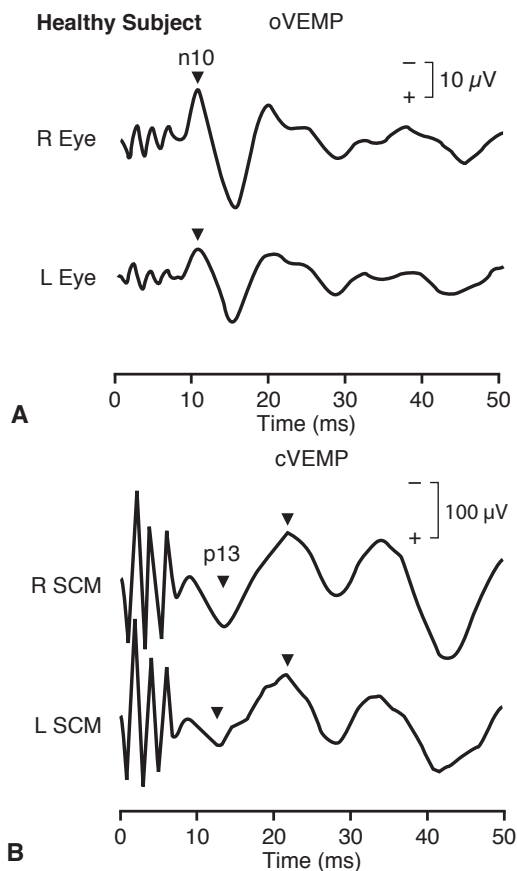 Healthy Subject oVEMP
n10
− 
+ 
10 µV
R Eye
L Eye
0 10 20 30 40 50
Time (ms)
A
cVEMP
−
+
100 µV
p13
R SCM
L SCM
0 10 20 30 40 50
Time (ms)
B